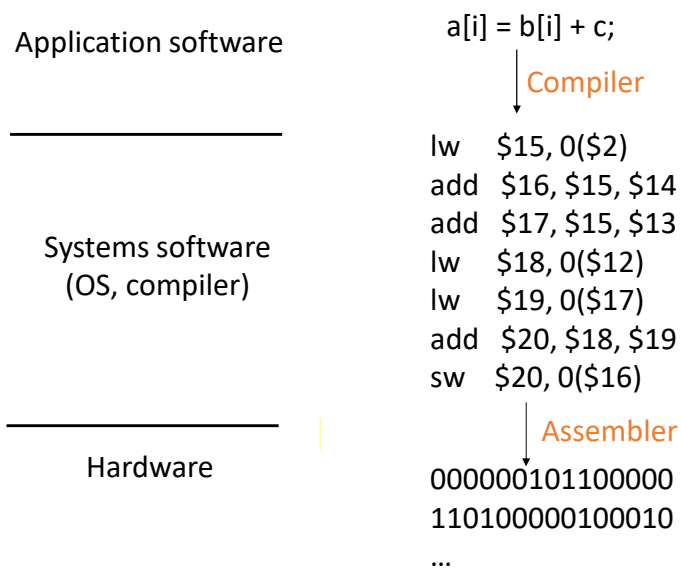 Application software
a[i] = b[i] + c;
Compiler
lw $15, 0($2)
add $16, $15, $14
add $17, $15, $13
lw $18, 0($12)
lw $19, 0($17)
add $20, $18, $19
sw $20, 0($16)
Systems software
(OS, compiler)
Assembler
Hardware
000000101100000
110100000100010
…